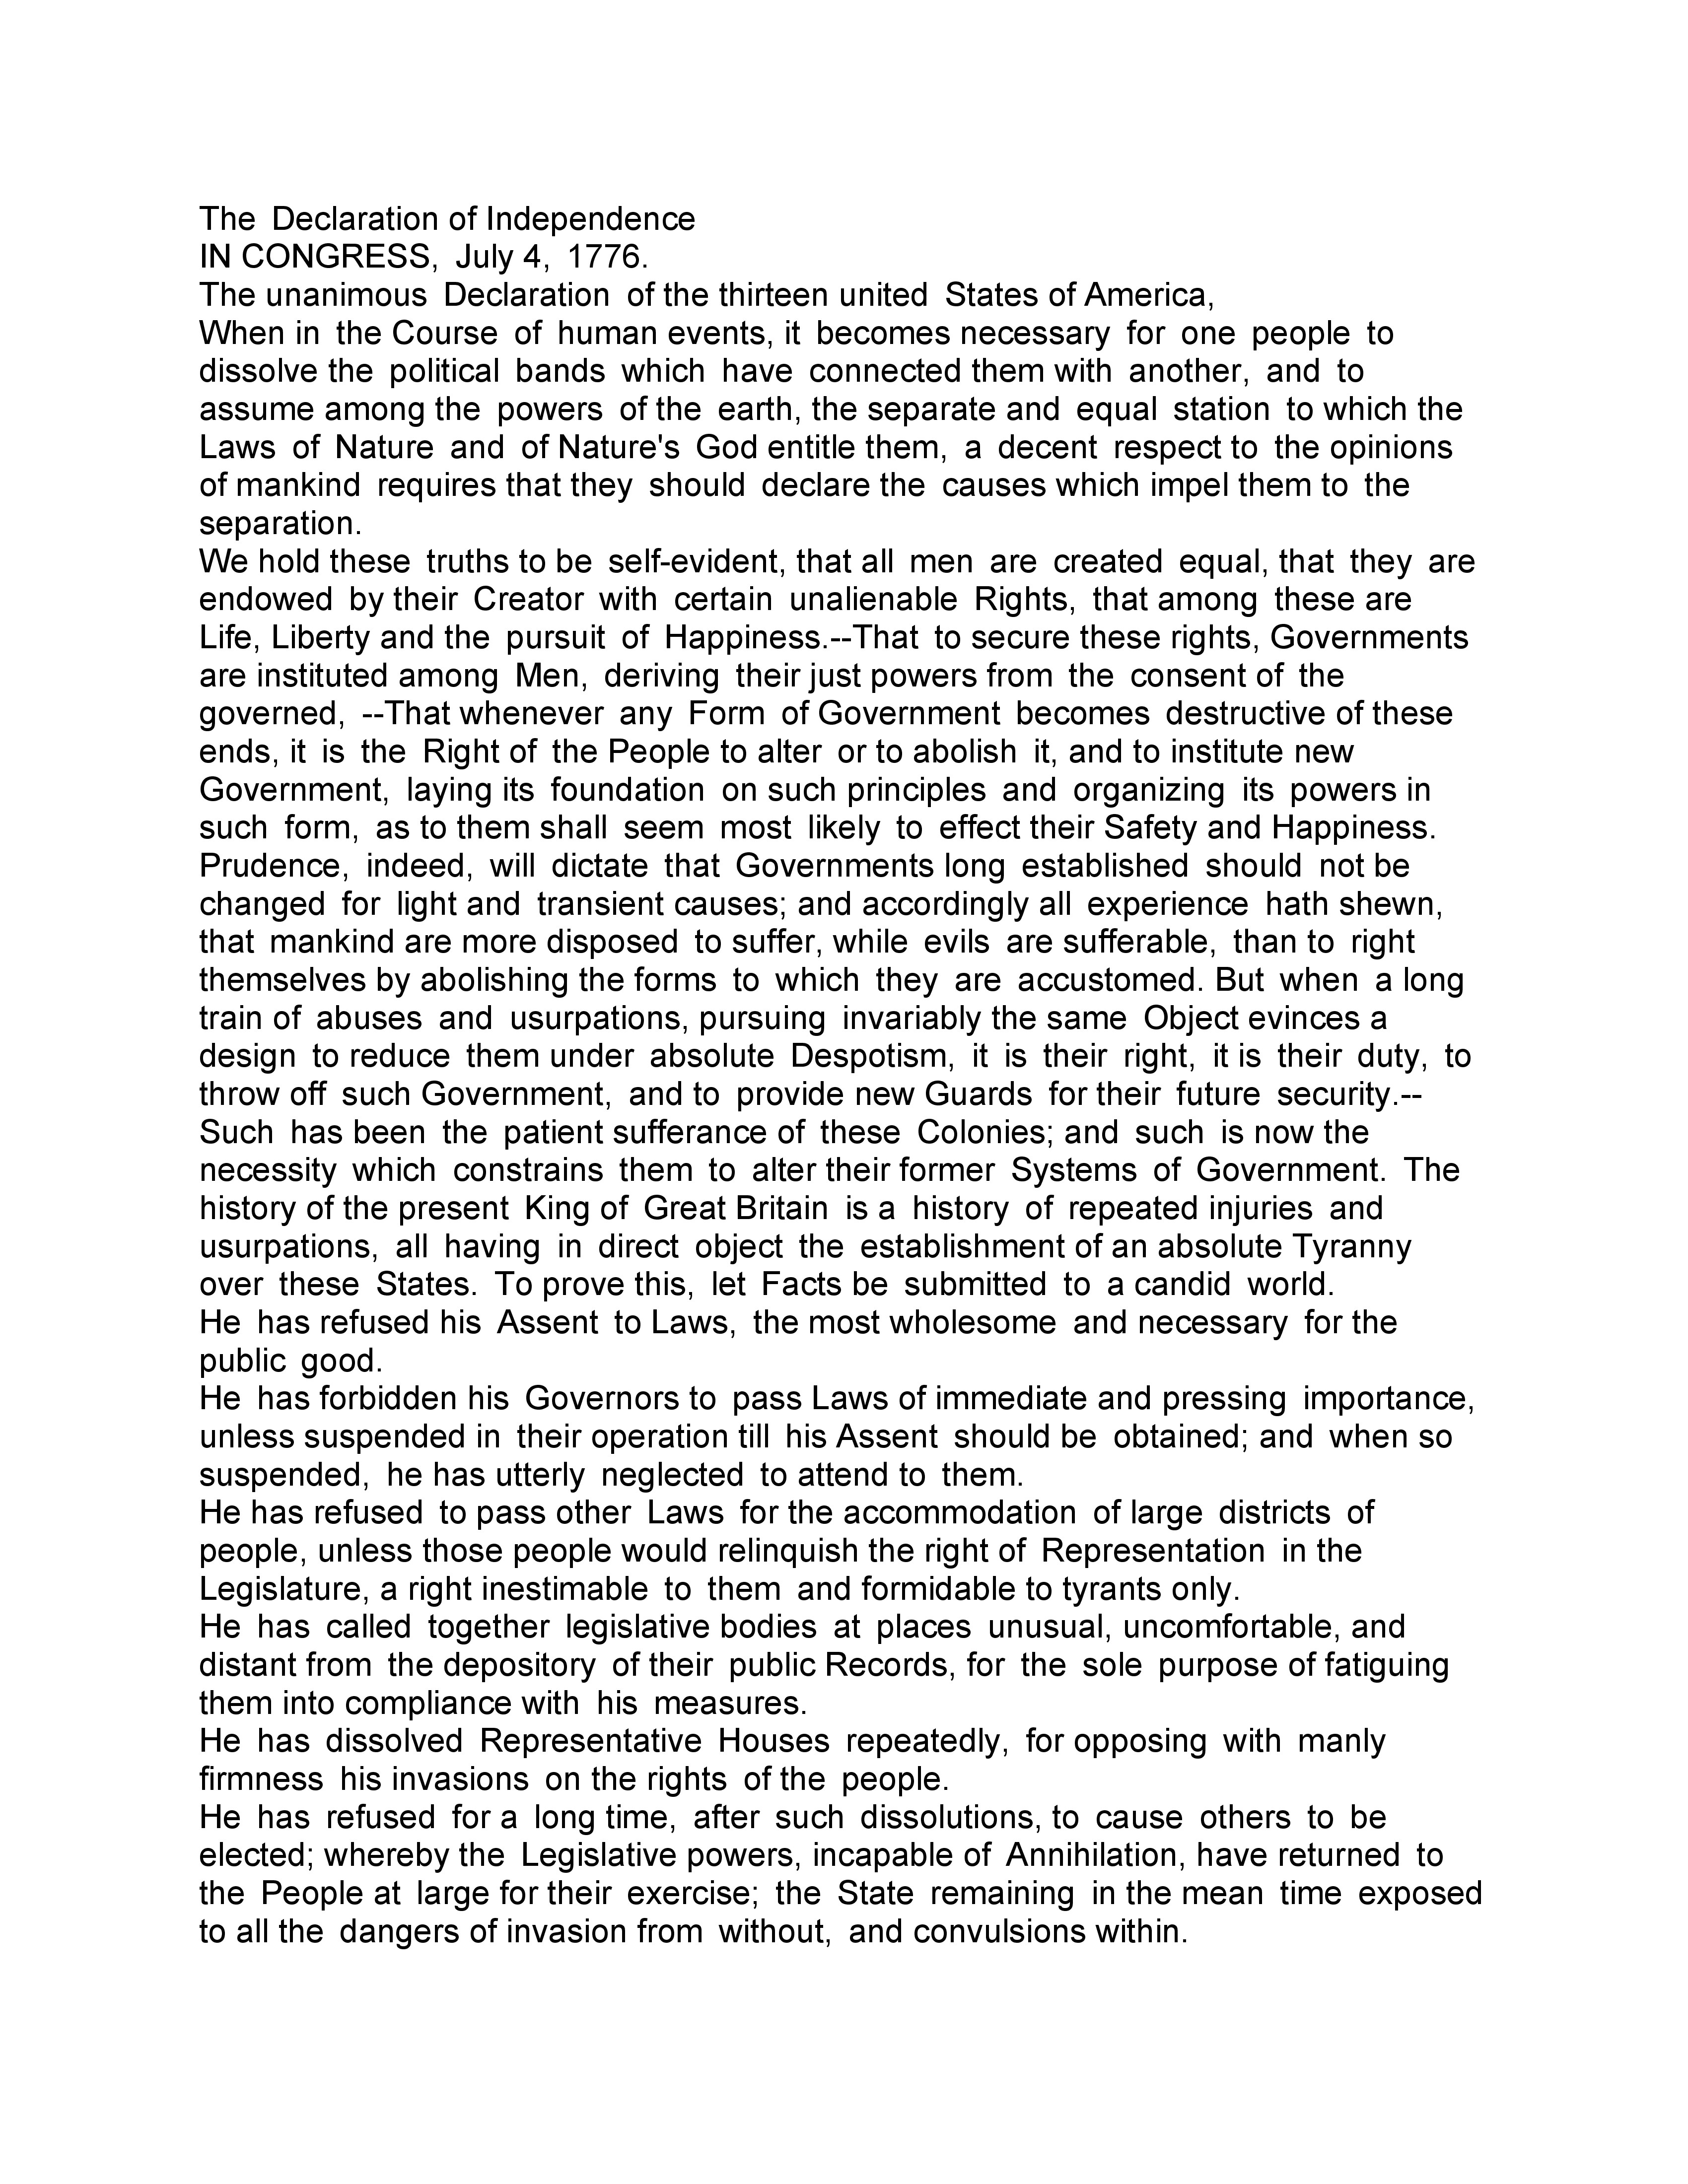 The Declaration of Independence
IN CONGRESS, July 4, 1776.
The unanimous Declaration of the thirteen united States of America,
When in the Course of human events, it becomes necessary for one people to
dissolve the political bands which have connected them with another, and to
assume among the powers of the earth, the separate and equal station to which the
Laws of Nature and of Nature's God entitle them, a decent respect to the opinions
of mankind requires that they should declare the causes which impel them to the
separation.
We hold these truths to be self-evident, that all men are created equal, that they are
endowed by their Creator with certain unalienable Rights, that among these are
Life, Liberty and the pursuit of Happiness.--That to secure these rights, Governments
are instituted among Men, deriving their just powers from the consent of the
governed, --That whenever any Form of Government becomes destructive of these
ends, it is the Right of the People to alter or to abolish it, and to institute new
Government, laying its foundation on such principles and organizing its powers in
such form, as to them shall seem most likely to effect their Safety and Happiness.
Prudence, indeed, will dictate that Governments long established should not be
changed for light and transient causes; and accordingly all experience hath shewn,
that mankind are more disposed to suffer, while evils are sufferable, than to right
themselves by abolishing the forms to which they are accustomed. But when a long
train of abuses and usurpations, pursuing invariably the same Object evinces a
design to reduce them under absolute Despotism, it is their right, it is their duty, to
throw off such Government, and to provide new Guards for their future security.--
Such has been the patient sufferance of these Colonies; and such is now the
necessity which constrains them to alter their former Systems of Government. The
history of the present King of Great Britain is a history of repeated injuries and
usurpations, all having in direct object the establishment of an absolute Tyranny
over these States. To prove this, let Facts be submitted to a candid world.
He has refused his Assent to Laws, the most wholesome and necessary for the
public good.
He has forbidden his Governors to pass Laws of immediate and pressing importance,
unless suspended in their operation till his Assent should be obtained; and when so
suspended, he has utterly neglected to attend to them.
He has refused to pass other Laws for the accommodation of large districts of
people, unless those people would relinquish the right of Representation in the
Legislature, a right inestimable to them and formidable to tyrants only.
He has called together legislative bodies at places unusual, uncomfortable, and
distant from the depository of their public Records, for the sole purpose of fatiguing
them into compliance with his measures.
He has dissolved Representative Houses repeatedly, for opposing with manly
firmness his invasions on the rights of the people.
He has refused for a long time, after such dissolutions, to cause others to be
elected; whereby the Legislative powers, incapable of Annihilation, have returned to
the People at large for their exercise; the State remaining in the mean time exposed
to all the dangers of invasion from without, and convulsions within.